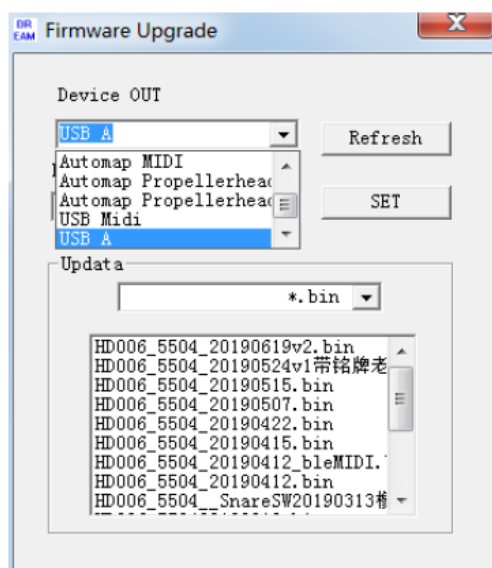 DR
EAM
Firmware Upgrade
X
Device OUT
USB A
Refresh
Automap MIDI
Automap Propellerhead
Automap Propellerhead
USB Midi
USB A
SET
Updata
*.bin
HD006_5504_20190619v2.bin
HD006_5504_20190524v1带铭牌老
HD006_5504_20190515.bin
HD006_5504_20190507.bin
HD006_5504_20190422.bin
HD006_5504_20190415.bin
HD006_5504_20190412_bleMIDI.
HD006_5504_20190412.bin
HD006_5504__SnareSW20190313